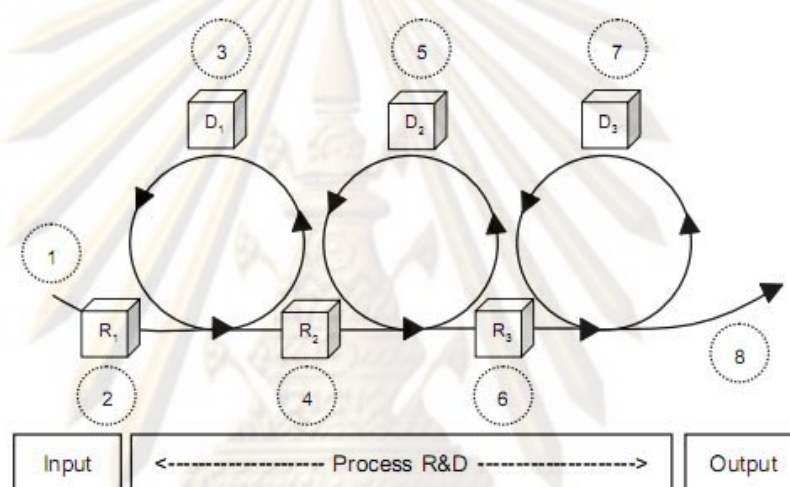 3 5 7
D₁ D₂ D₃
1
R₁ R₂ R₃
8
2 4 6
Input <---------------- Process R&D ----------------> Output